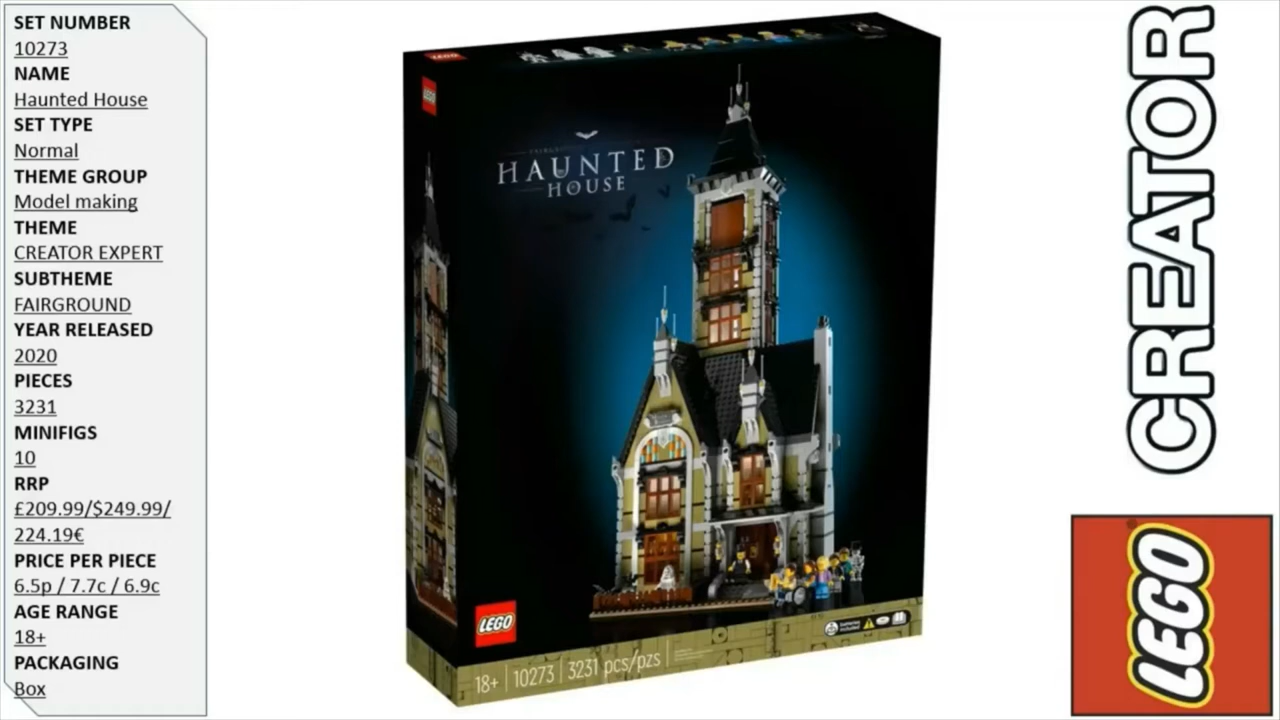 SET NUMBER
10273
NAME
Haunted House
SET TYPE
Normal
THEME GROUP
Model making
THEME
CREATOR EXPERT
SUBTHEME
FAIRGROUND
YEAR RELEASED
2020
PIECES
3231
MINIFIGS
10
RRP
£209.99/$249.99/
224.19€
PRICE PER PIECE
6.5p / 7.7c / 6.9c
AGE RANGE
18+
PACKAGING
Box
LEGO
LEGO
HAUNTED
HOUSE
LEGO
18+ 10273 3231 pcs/pzs
CREATOR
LEGO